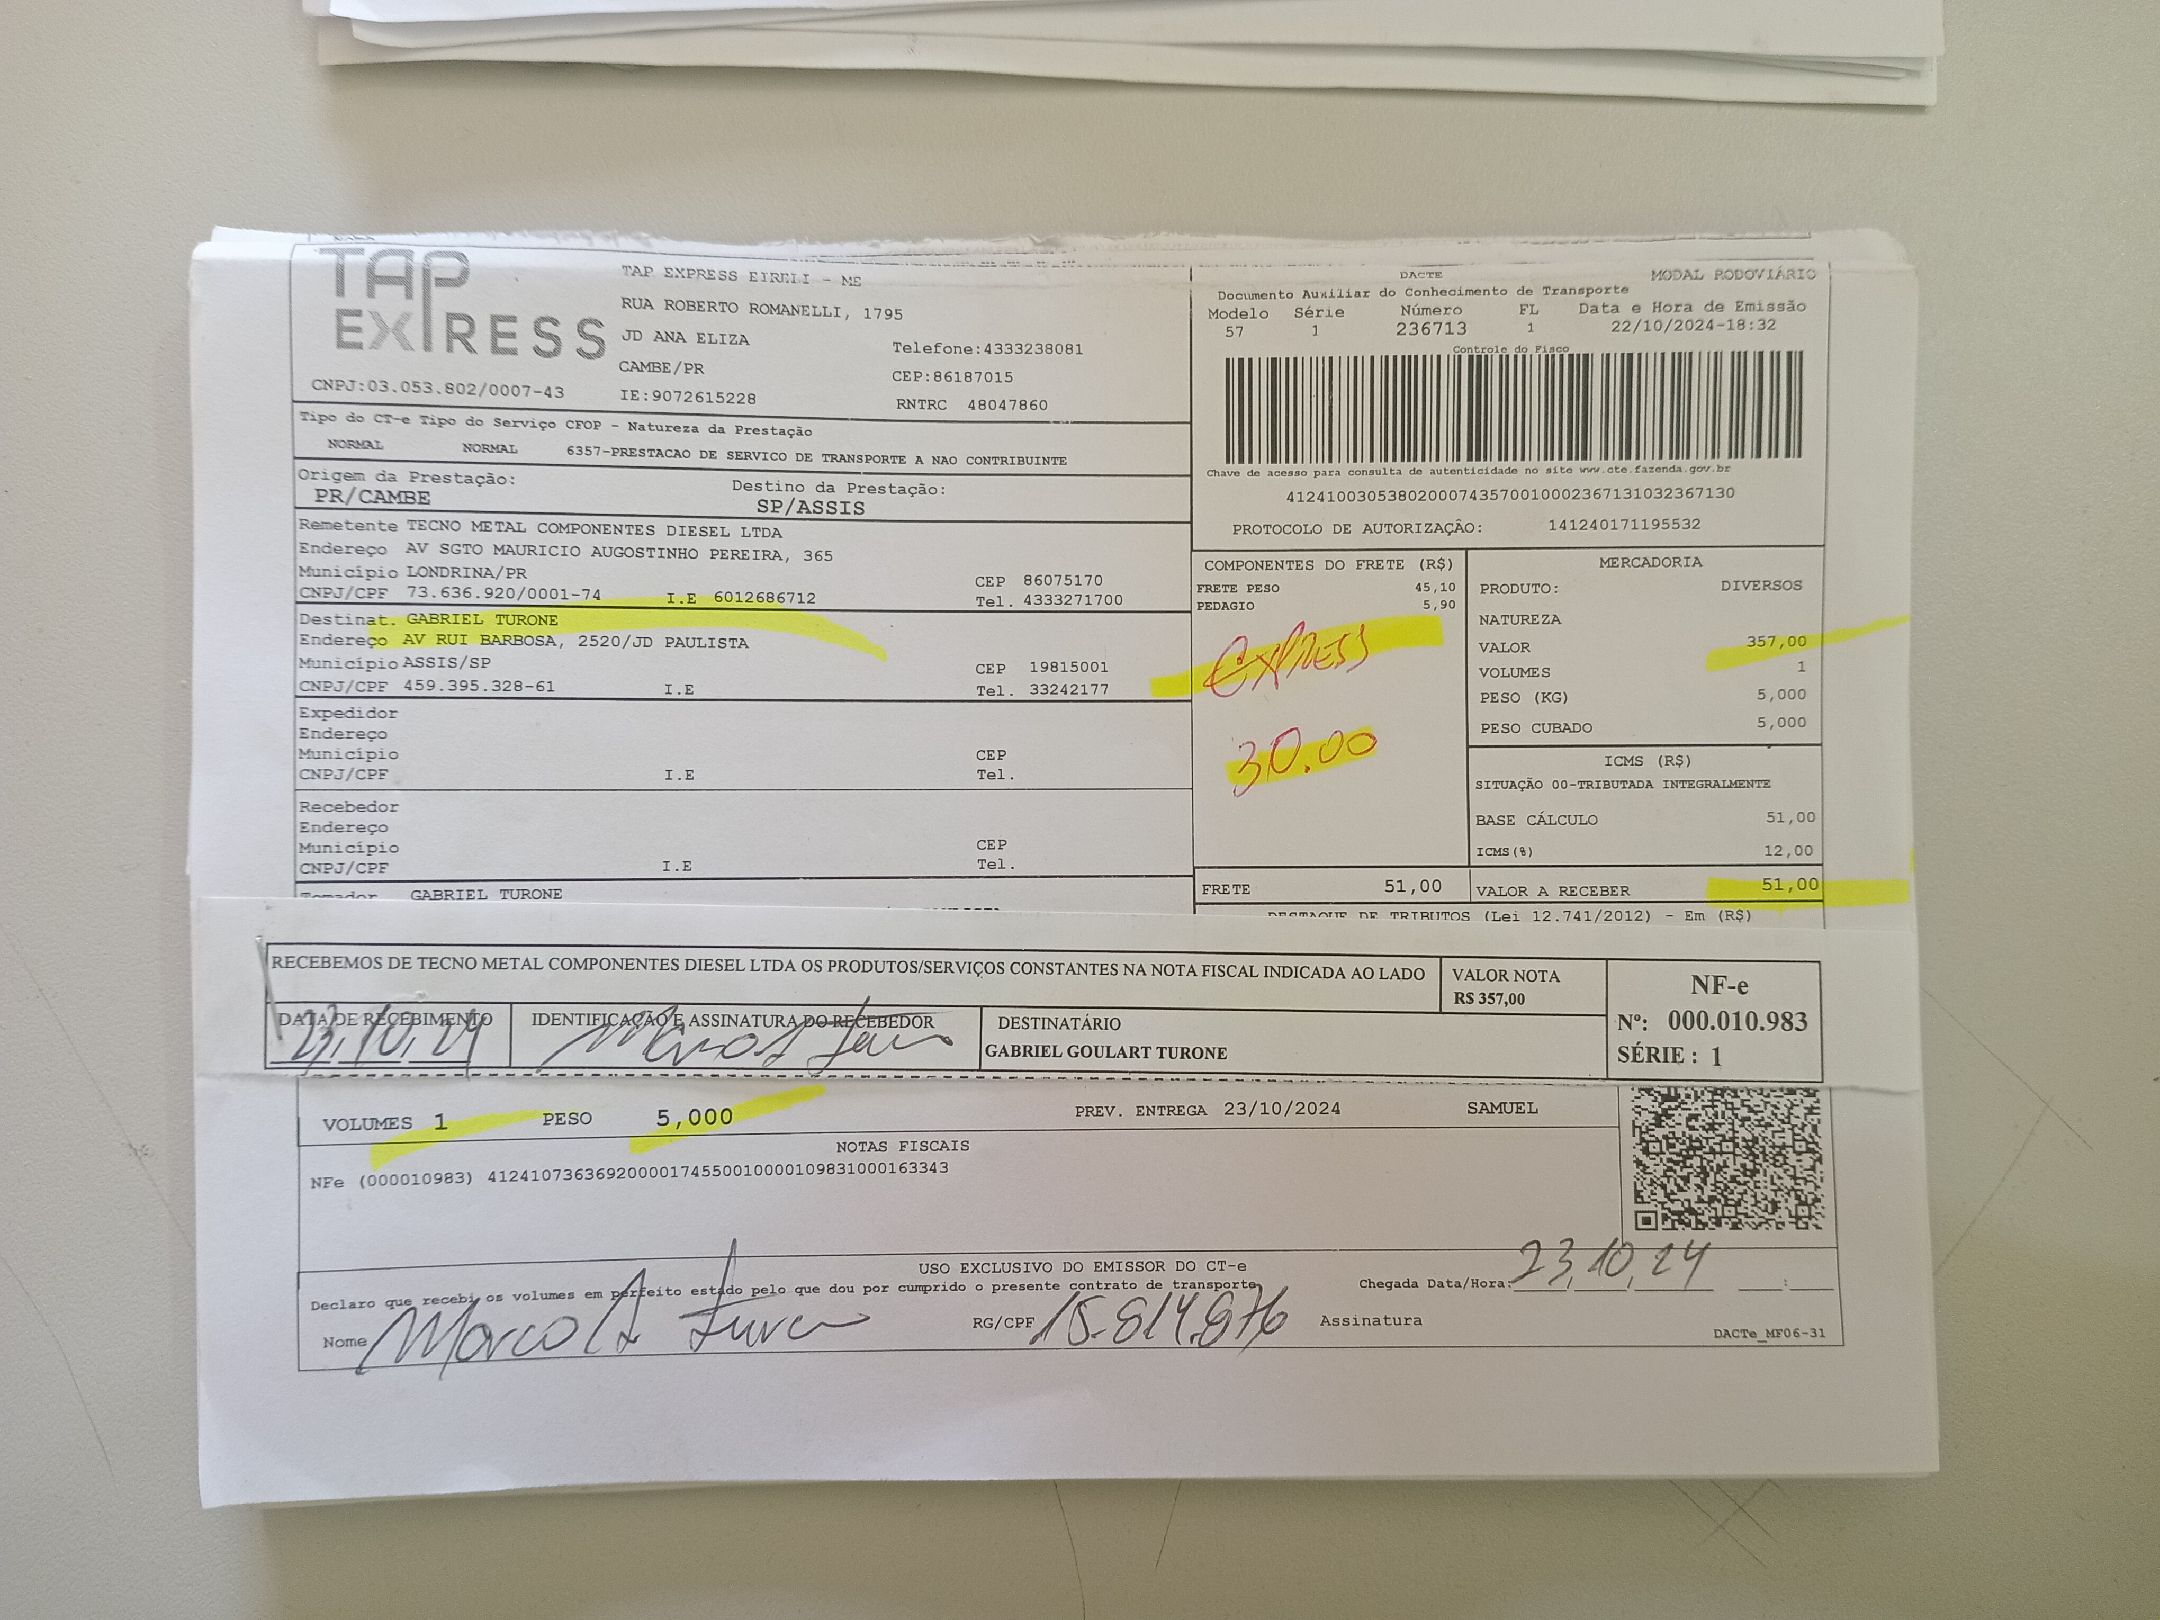 TAP
EXPRESS
CNPJ:03.053.802/0007-43
TAP EXPRESS EIRELI - ME
RUA ROBERTO ROMANELLI, 1795
JD ANA ELIZA
CAMBE/PR
IE:9072615228
Telefone:4333238081
CEP:86187015
RNTRC 48047860
DACTE
MODAL RODOVIÁRIO
Documento Auxiliar do Conhecimento de Transporte
Modelo Série Número FL Data e Hora de Emissão
57 1 236713 1 22/10/2024-18:32
Controle do Fisco
Chave de acesso para consulta de autenticidade no site www.cte.fazenda.gov.br
41241003053802000743570010002367131032367130
PROTOCOLO DE AUTORIZAÇÃO: 141240171195532
Tipo do CT-e Tipo do Serviço CFOP - Natureza da Prestação
NORMAL NORMAL 6357-PRESTACAO DE SERVICO DE TRANSPORTE A NAO CONTRIBUINTE
Origem da Prestação: Destino da Prestação:
PR/CAMBE SP/ASSIS
Remetente TECNO METAL COMPONENTES DIESEL LTDA
Endereço AV SGTO MAURICIO AUGOSTINHO PEREIRA, 365
Município LONDRINA/PR CEP 86075170
CNPJ/CPF 73.636.920/0001-74 I.E 6012686712 Tel. 4333271700
Destinat. GABRIEL TURONE
Endereço AV RUI BARBOSA, 2520/JD PAULISTA
Município ASSIS/SP CEP 19815001
CNPJ/CPF 459.395.328-61 I.E Tel. 33242177
Expedidor
Endereço
Município CEP
CNPJ/CPF I.E Tel.
Recebedor
Endereço
Município CEP
CNPJ/CPF I.E Tel.
Tomador GABRIEL TURONE
COMPONENTES DO FRETE (R$)
FRETE PESO 45,10
PEDAGIO 5,90
EXPRESS
30.00
FRETE 51,00
MERCADORIA
PRODUTO: DIVERSOS
NATUREZA
VALOR 357,00
VOLUMES 1
PESO (KG) 5,000
PESO CUBADO 5,000
ICMS (R$)
SITUAÇÃO 00-TRIBUTADA INTEGRALMENTE
BASE CÁLCULO 51,00
ICMS(%) 12,00
VALOR A RECEBER 51,00
DESTAQUE DE TRIBUTOS (Lei 12.741/2012) - Em (R$)
RECEBEMOS DE TECNO METAL COMPONENTES DIESEL LTDA OS PRODUTOS/SERVIÇOS CONSTANTES NA NOTA FISCAL INDICADA AO LADO
VALOR NOTA
R$ 357,00
NF-e
Nº: 000.010.983
SÉRIE : 1
DATA DE RECEBIMENTO
23,10,24
IDENTIFICAÇÃO E ASSINATURA DO RECEBEDOR
DESTINATÁRIO
GABRIEL GOULART TURONE
VOLUMES 1 PESO 5,000 PREV. ENTREGA 23/10/2024 SAMUEL
NOTAS FISCAIS
NFe (000010983) 41241073636920000174550010000109831000163343
USO EXCLUSIVO DO EMISSOR DO CT-e
Declaro que recebi os volumes em perfeito estado pelo que dou por cumprido o presente contrato de transporte
Chegada Data/Hora: 23,10,24 :
Nome RG/CPF 15.814.876 Assinatura
DACTe_MF06-31